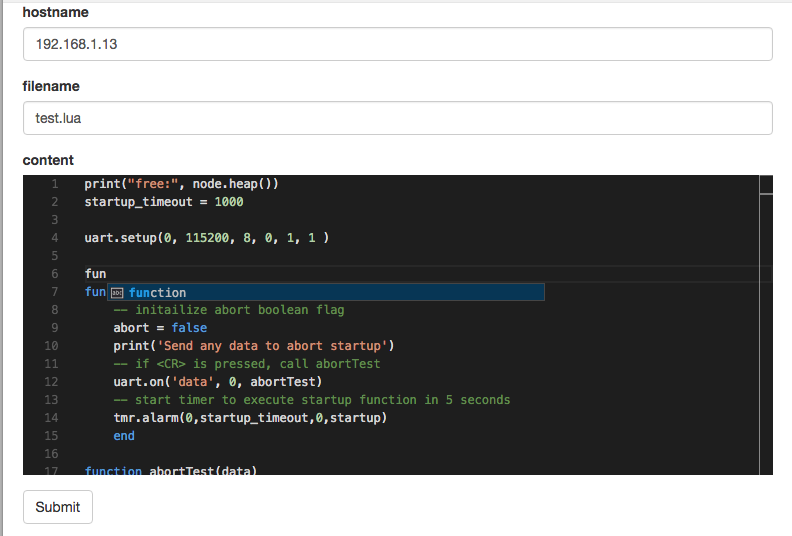 hostname
192.168.1.13
filename
test.lua
content
1 print("free:", node.heap())
2 startup_timeout = 1000
3
4 uart.setup(0, 115200, 8, 0, 1, 1 )
5
6 fun
7 fun abc function
8 -- initailize abort boolean flag
9 abort = false
10 print('Send any data to abort startup')
11 -- if <CR> is pressed, call abortTest
12 uart.on('data', 0, abortTest)
13 -- start timer to execute startup function in 5 seconds
14 tmr.alarm(0,startup_timeout,0,startup)
15 end
16
17 function abortTest(data)
Submit